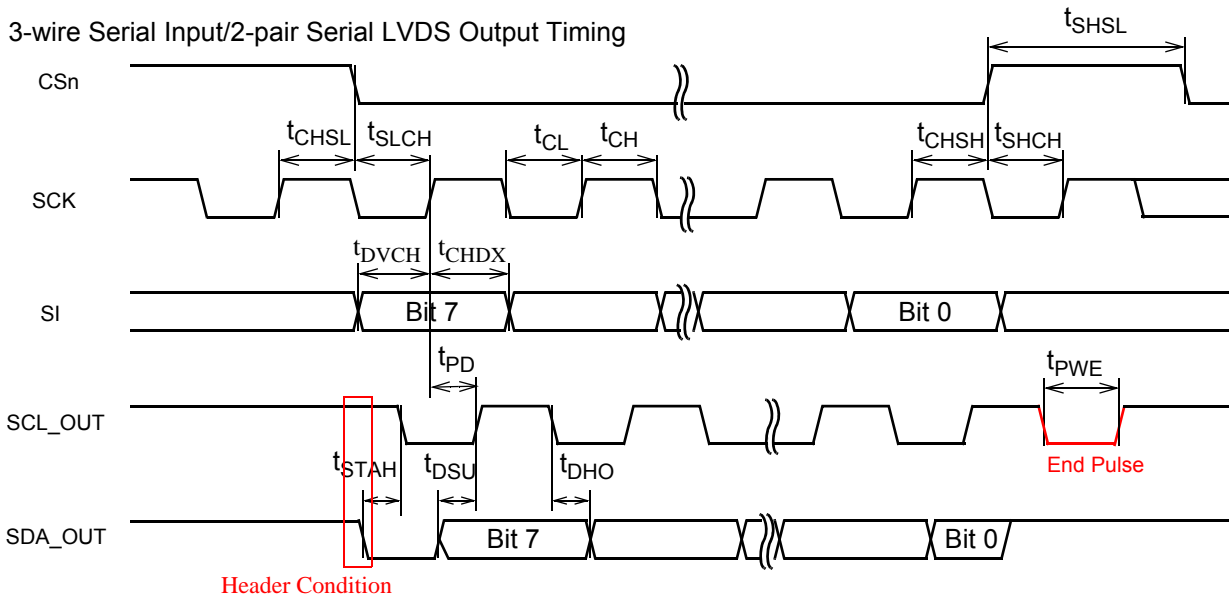 3-wire Serial Input/2-pair Serial LVDS Output Timing
tSHSL
CSn
tCHSL tSLCH tCL tCH tCHSH tSHCH
SCK
tDVCH tCHDX
SI Bit 7 Bit 0
tPD tPWE
SCL_OUT
End Pulse
tSTAH tDSU tDHO
SDA_OUT Bit 7 Bit 0
Header Condition